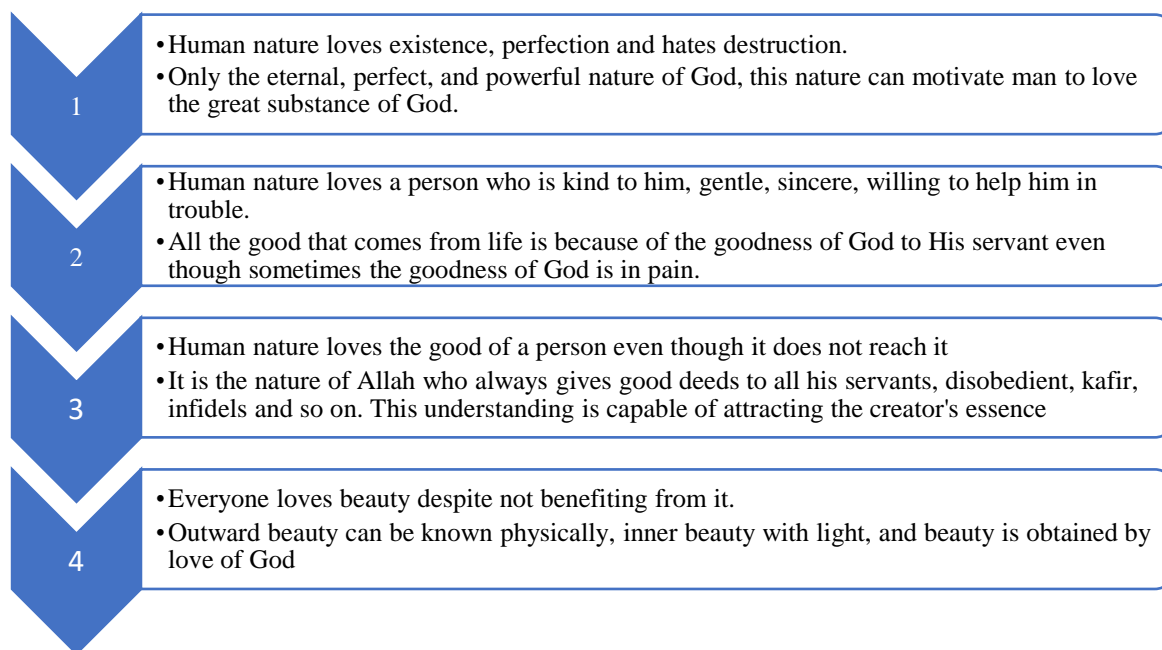 1
•Human nature loves existence, perfection and hates destruction.
•Only the eternal, perfect, and powerful nature of God, this nature can motivate man to love
the great substance of God.
2
•Human nature loves a person who is kind to him, gentle, sincere, willing to help him in
trouble.
•All the good that comes from life is because of the goodness of God to His servant even
though sometimes the goodness of God is in pain.
3
•Human nature loves the good of a person even though it does not reach it
•It is the nature of Allah who always gives good deeds to all his servants, disobedient, kafir,
infidels and so on. This understanding is capable of attracting the creator's essence
4
•Everyone loves beauty despite not benefiting from it.
•Outward beauty can be known physically, inner beauty with light, and beauty is obtained by
love of God